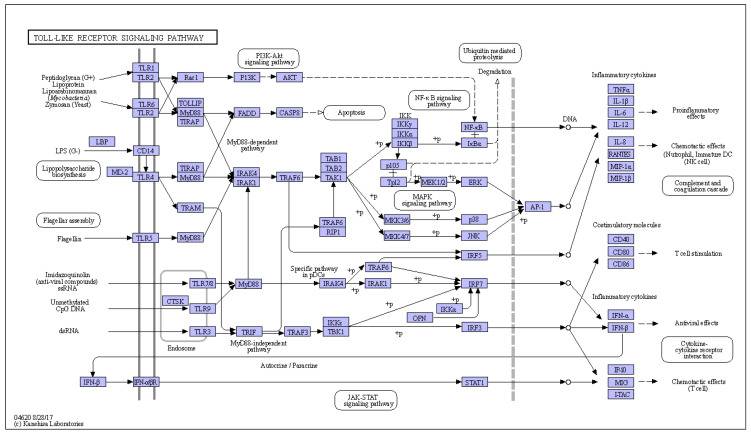 TOLL-LIKE RECEPTOR SIGNALING PATHWAY
PI3K-Akt
signaling pathway
Ubiquitin mediated
proteolysis
Degradation
Inflammatory cytokines
Peptidoglycan (G+)
Lipoprotein
Lipoarabinomannan
(Mycobacteria)
Zymosan (Yeast)
TLR1
TLR2
TLR6
TLR2
Rac1
PI3K
AKT
TOLLIP
MyD88
TIRAP
FADD
CASP8
Apoptosis
NF-κB signaling
pathway
IKK
IKKγ
IKKα
IKKβ
NF-κB
IκBα
+p
DNA
TNFα
IL-1β
IL-6
IL-12
Proinflammatory
effects
IL-8
RANTES
MIP-1α
MIP-1β
Chemotactic effects
(Neutrophil, Immature DC
(NK cell)
Complement and
coagulation cascade
LBP
LPS (G-)
CD14
MD-2
TLR4
Lipopolysaccharide
biosynthesis
MyD88-dependent
pathway
TIRAP
MyD88
IRAK4
IRAK1
TRAF6
TAB1
TAB2
TAK1
+p
+p
p105
Tpl2
+p
MEK1/2
+p
ERK
MAPK
signaling pathway
TRAM
TRAF6
RIP1
+p
MKK3/6
+p
p38
+p
MKK4/7
+p
JNK
AP-1
+p
Flagellar assembly
Flagellin
TLR5
MyD88
IRF5
Costimulatory molecules
CD40
CD80
CD86
T cell stimulation
Imidazoquinolin
(anti-viral compounds)
ssRNA
Unmethylated
CpG DNA
dsRNA
TLR7/8
CTSK
TLR9
TLR3
Endosome
MyD88
Specific pathway
in pDCs
IRAK4
TRAF6
IRAK1
+p
+p
IRF7
IKKα
OPN
TRIF
TRAF3
IKKε
TBK1
+p
+p
IRF3
MyD88-independent
pathway
Inflammatory cytokines
IFN-α
IFN-β
Antiviral effects
Cytokine-
cytokine receptor
interaction
Autocrine / Paracrine
IFN-β
IFN-αβR
STAT1
JAK-STAT
signaling pathway
IP10
MIG
I-TAC
Chemotactic effects
(T cell)
04620 8/28/17
(c) Kanehisa Laboratories